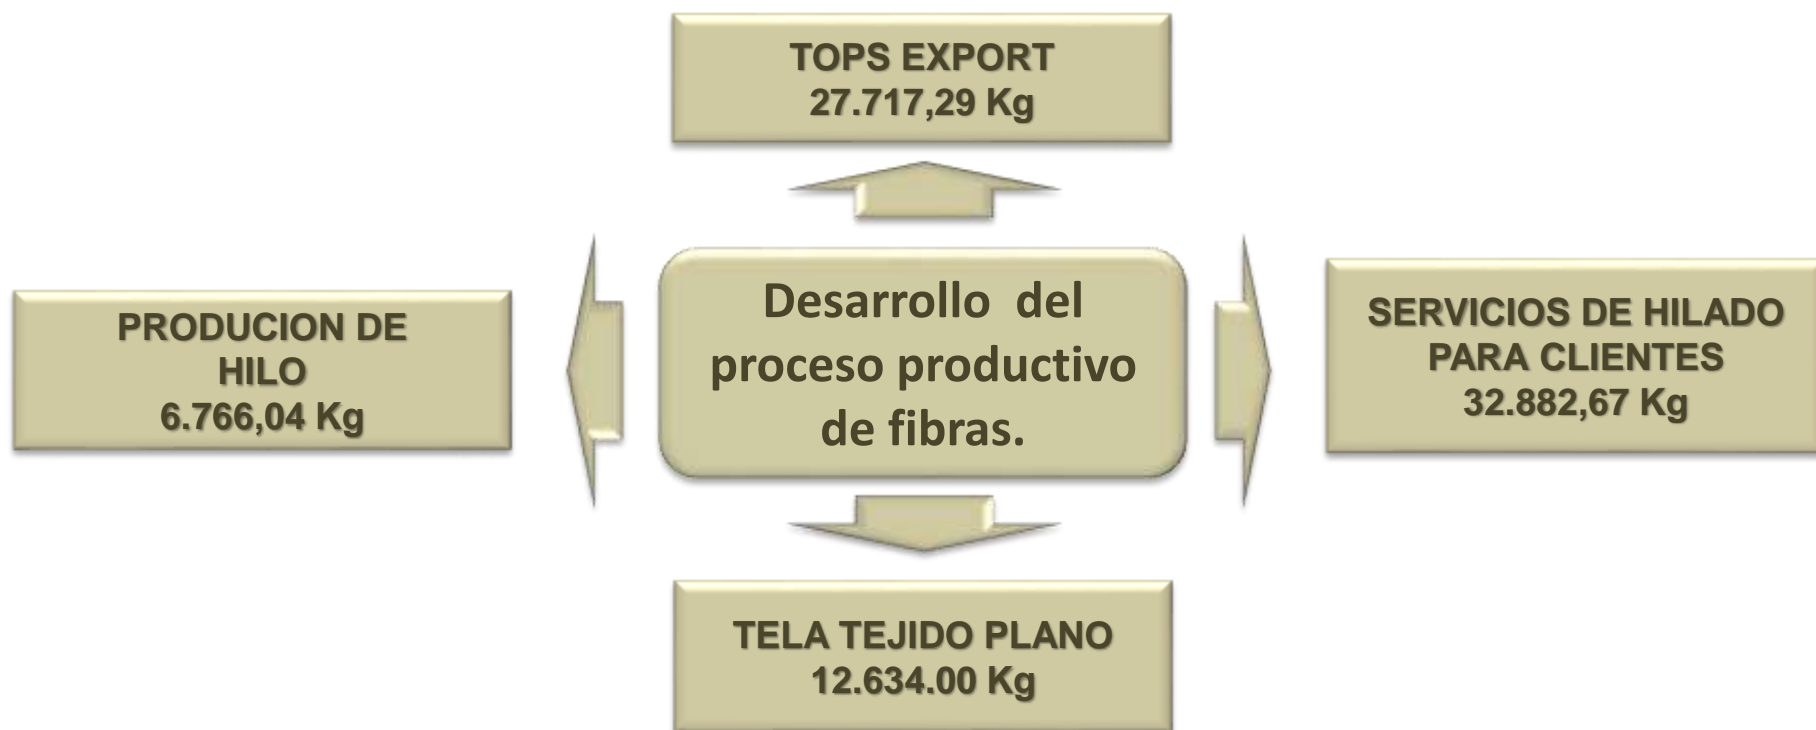 TOPS EXPORT
27.717,29 Kg
PRODUCION DE
HILO
6.766,04 Kg
Desarrollo del
proceso productivo
de fibras.
SERVICIOS DE HILADO
PARA CLIENTES
32.882,67 Kg
TELA TEJIDO PLANO
12.634.00 Kg